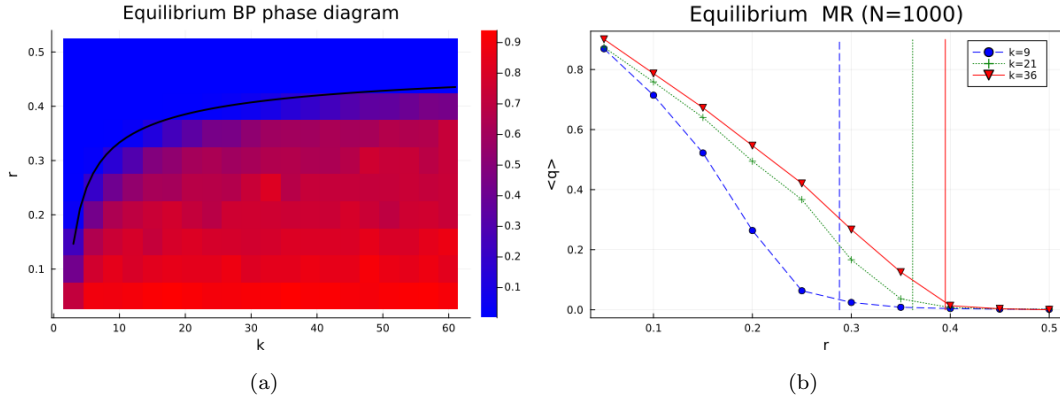 Equilibrium BP phase diagram
r
0.5
0.4
0.3
0.2
0.1
0 10 20 30 40 50 60
k
0.9
0.8
0.7
0.6
0.5
0.4
0.3
0.2
0.1
(a)
Equilibrium MR (N=1000)
<q>
0.8
0.6
0.4
0.2
0.0
0.1 0.2 0.3 0.4 0.5
r
k=9
k=21
k=36
(b)